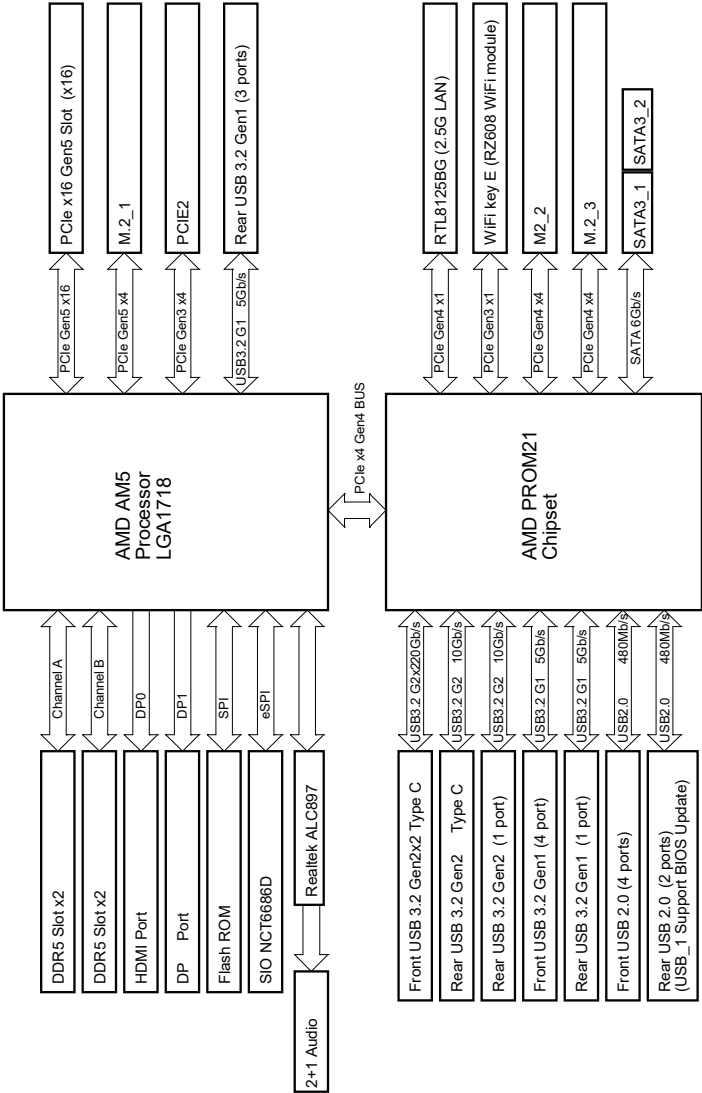 PCIe x16 Gen5 Slot (x16)
M.2_1
PCIE2
Rear USB 3.2 Gen1 (3 ports)
PCIe Gen5 x16
PCIe Gen5 x4
PCIe Gen3 x4
USB3.2 G1 5Gb/s
AMD AM5
Processor
LGA1718
Channel A
Channel B
DP0
DP1
SPI
eSPI
DDR5 Slot x2
DDR5 Slot x2
HDMI Port
DP Port
Flash ROM
SIO NCT6686D
Realtek ALC897
2+1 Audio
PCIe x4 Gen4 BUS
RTL8125BG (2.5G LAN)
WiFi key E (RZ608 WiFi module)
M2_2
M.2_3
SATA3_1
SATA3_2
PCIe Gen4 x1
PCIe Gen3 x1
PCIe Gen4 x4
PCIe Gen4 x4
SATA 6Gb/s
AMD PROM21
Chipset
USB3.2 G2x220Gb/s
USB3.2 G2 10Gb/s
USB3.2 G2 10Gb/s
USB3.2 G1 5Gb/s
USB3.2 G1 5Gb/s
USB2.0 480Mb/s
USB2.0 480Mb/s
Front USB 3.2 Gen2x2 Type C
Rear USB 3.2 Gen2 Type C
Rear USB 3.2 Gen2 (1 port)
Front USB 3.2 Gen1 (4 port)
Rear USB 3.2 Gen1 (1 port)
Front USB 2.0 (4 ports)
Rear USB 2.0 (2 ports)
(USB_1 Support BIOS Update)